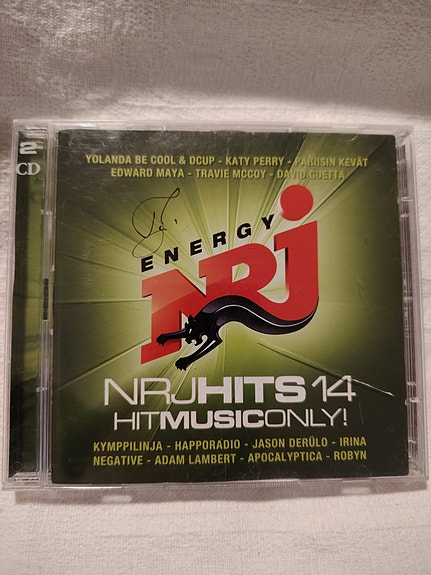 2
CD
YOLANDA BE COOL & DCUP - KATY PERRY - PARIISIN KEVÄT
EDWARD MAYA - TRAVIE MCCOY - DAVID GUETTA
ENERGY
NRJ
NRJHITS 14
HITMUSICONLY!
KYMPPILINJA - HAPPORADIO - JASON DERÜLO - IRINA
NEGATIVE - ADAM LAMBERT - APOCALYPTICA - ROBYN